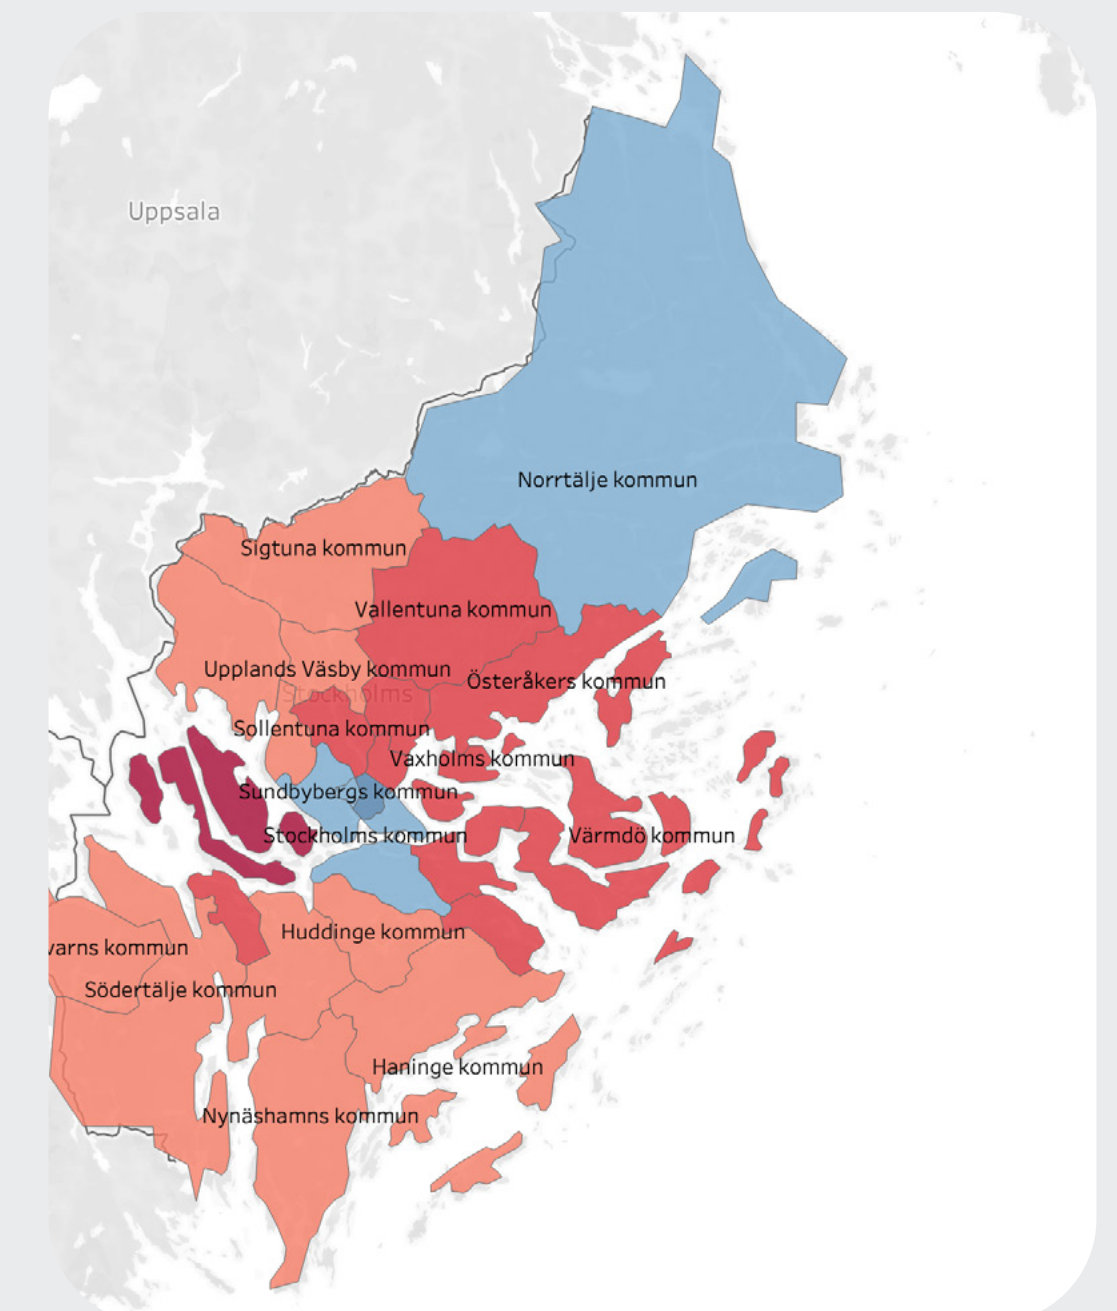 Uppsala
Norrtälje kommun
Sigtuna kommun
Vallentuna kommun
Upplands Väsby kommun
Österåkers kommun
Stockholms
Sollentuna kommun
Vaxholms kommun
Sundbybergs kommun
Stockholms kommun
Värmdö kommun
Huddinge kommun
varns kommun
Södertälje kommun
Haninge kommun
Nynäshamns kommun